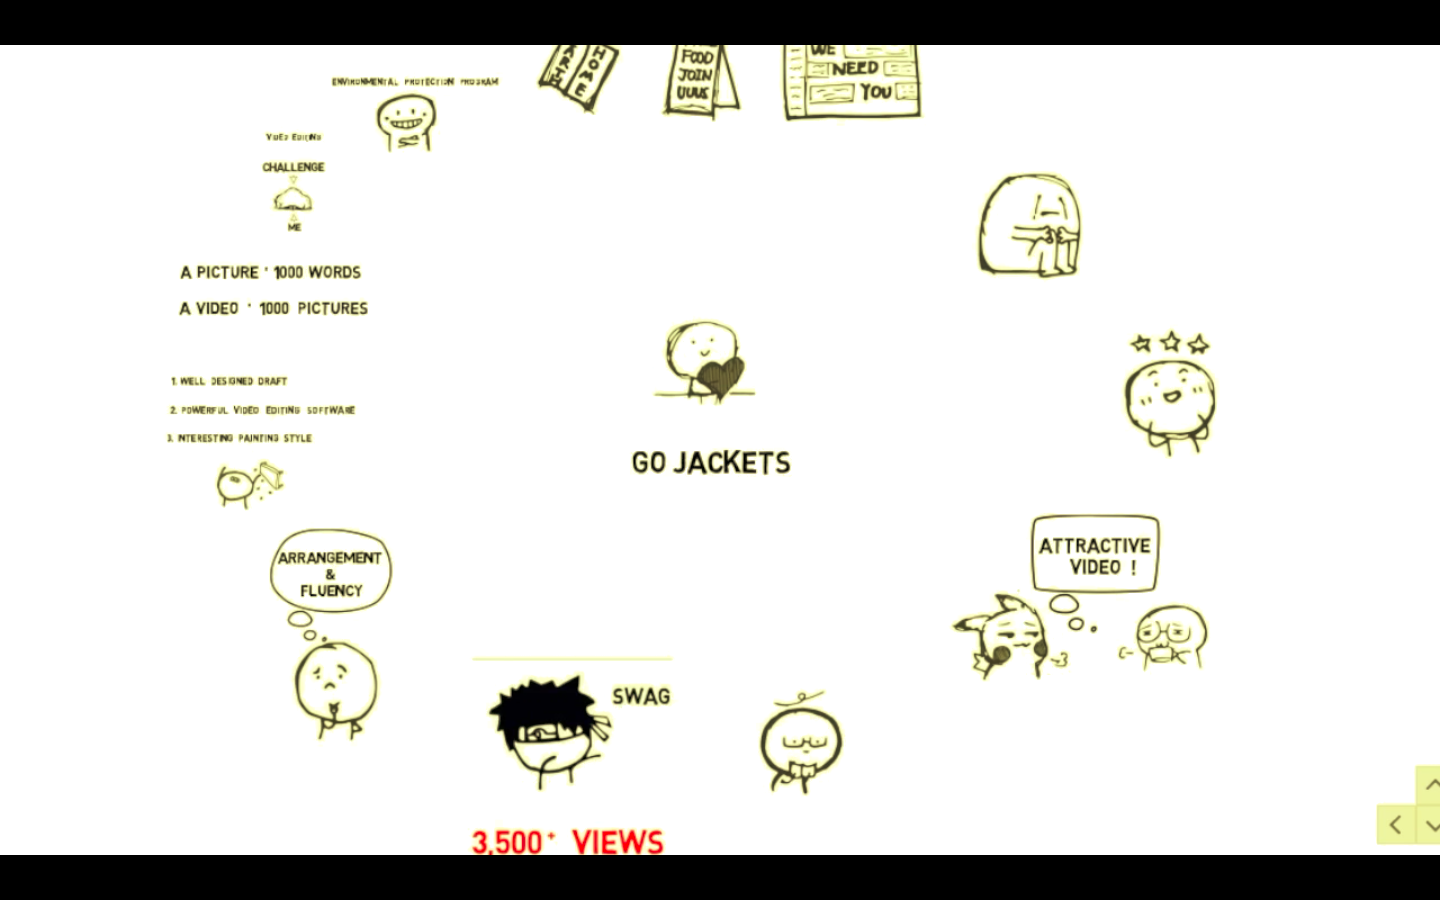 ENVIRONMENTAL PROTECTION PROGRAM
HOME
FOOD
JOIN
UUUS
WE
NEED
YOU
VIDEO EDITING
CHALLENGE
ME
A PICTURE * 1000 WORDS
A VIDEO * 1000 PICTURES
1. WELL DESIGNED DRAFT
2. POWERFUL VIDEO EDITING SOFTWARE
3. INTERESTING PAINTING STYLE
GO JACKETS
ARRANGEMENT
&
FLUENCY
ATTRACTIVE
VIDEO !
SWAG
3,500+ VIEWS